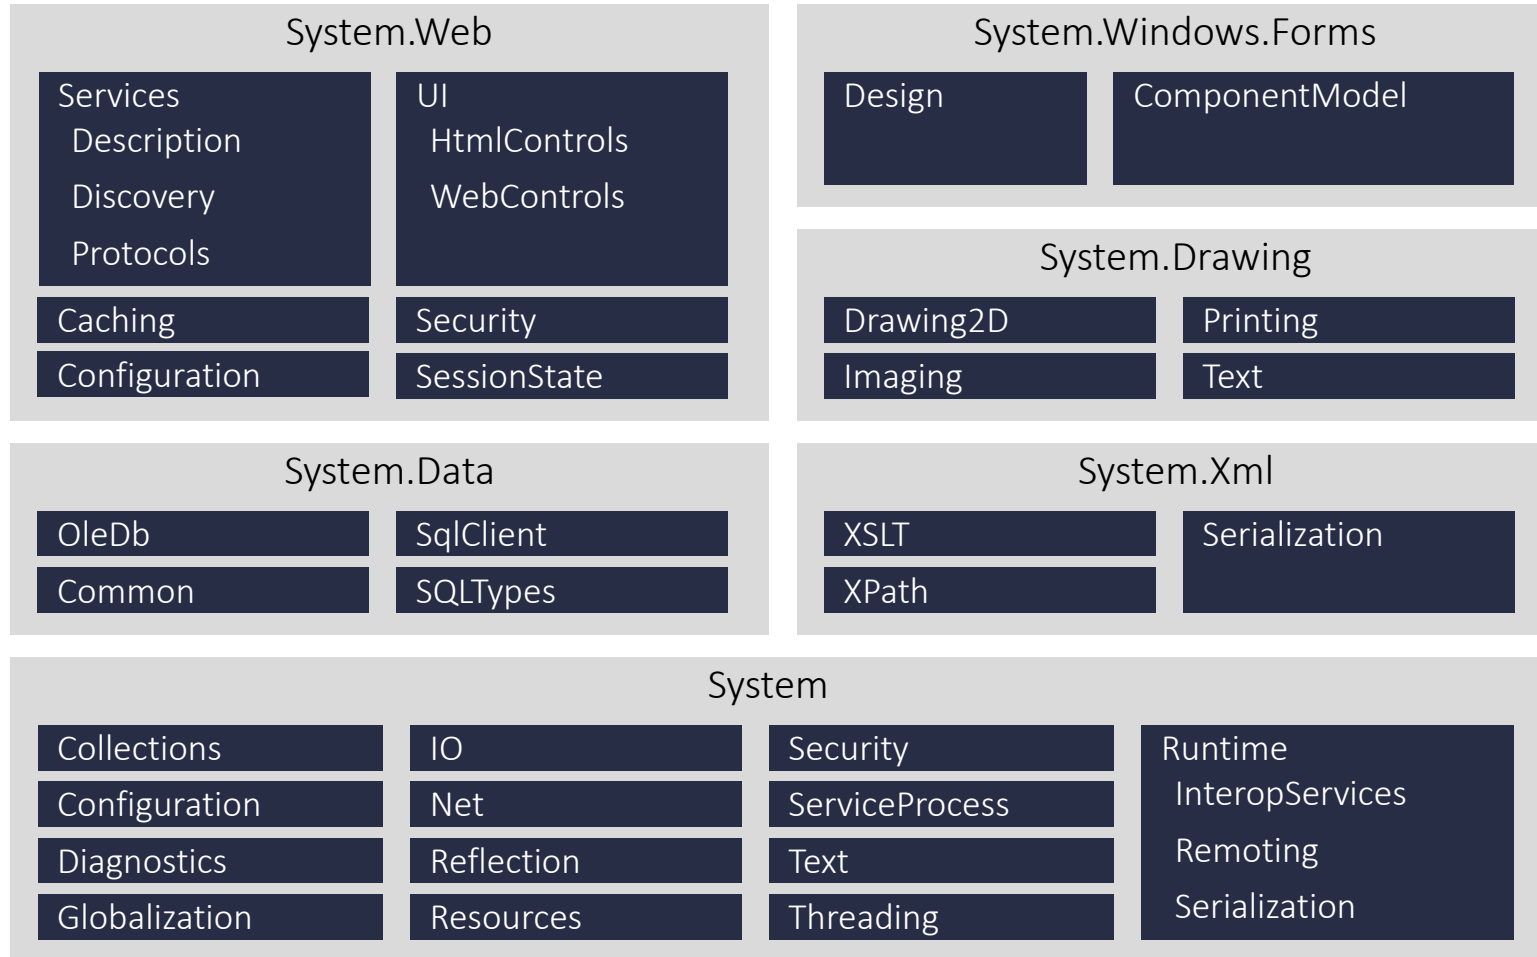 System.Web
Services
Description
Discovery
Protocols
UI
HtmlControls
WebControls
Caching
Configuration
Security
SessionState
System.Windows.Forms
Design
ComponentModel
System.Drawing
Drawing2D
Imaging
Printing
Text
System.Data
OleDb
Common
SqlClient
SQLTypes
System.Xml
XSLT
XPath
Serialization
System
Collections
Configuration
Diagnostics
Globalization
IO
Net
Reflection
Resources
Security
ServiceProcess
Text
Threading
Runtime
InteropServices
Remoting
Serialization